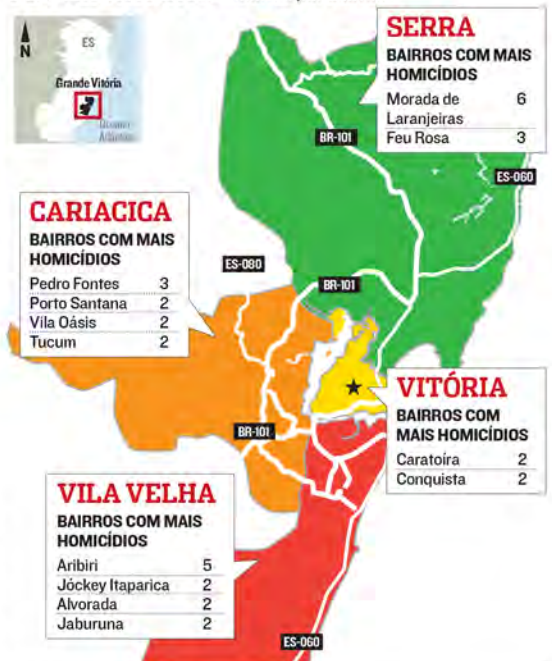 N
ES
Grande Vitória
Oceano
Atlântico
SERRA
BAIRROS COM MAIS
HOMICÍDIOS
Morada de 6
Laranjeiras
Feu Rosa 3
BR-101
ES-060
CARIACICA
BAIRROS COM MAIS
HOMICÍDIOS
Pedro Fontes 3
Porto Santana 2
Vila Oásis 2
Tucum 2
ES-080
BR-101
VITÓRIA
BAIRROS COM
MAIS HOMICÍDIOS
Caratoíra 2
Conquista 2
BR-101
VILA VELHA
BAIRROS COM MAIS
HOMICÍDIOS
Aribiri 5
Jóckey Itaparica 2
Alvorada 2
Jaburuna 2
ES-060